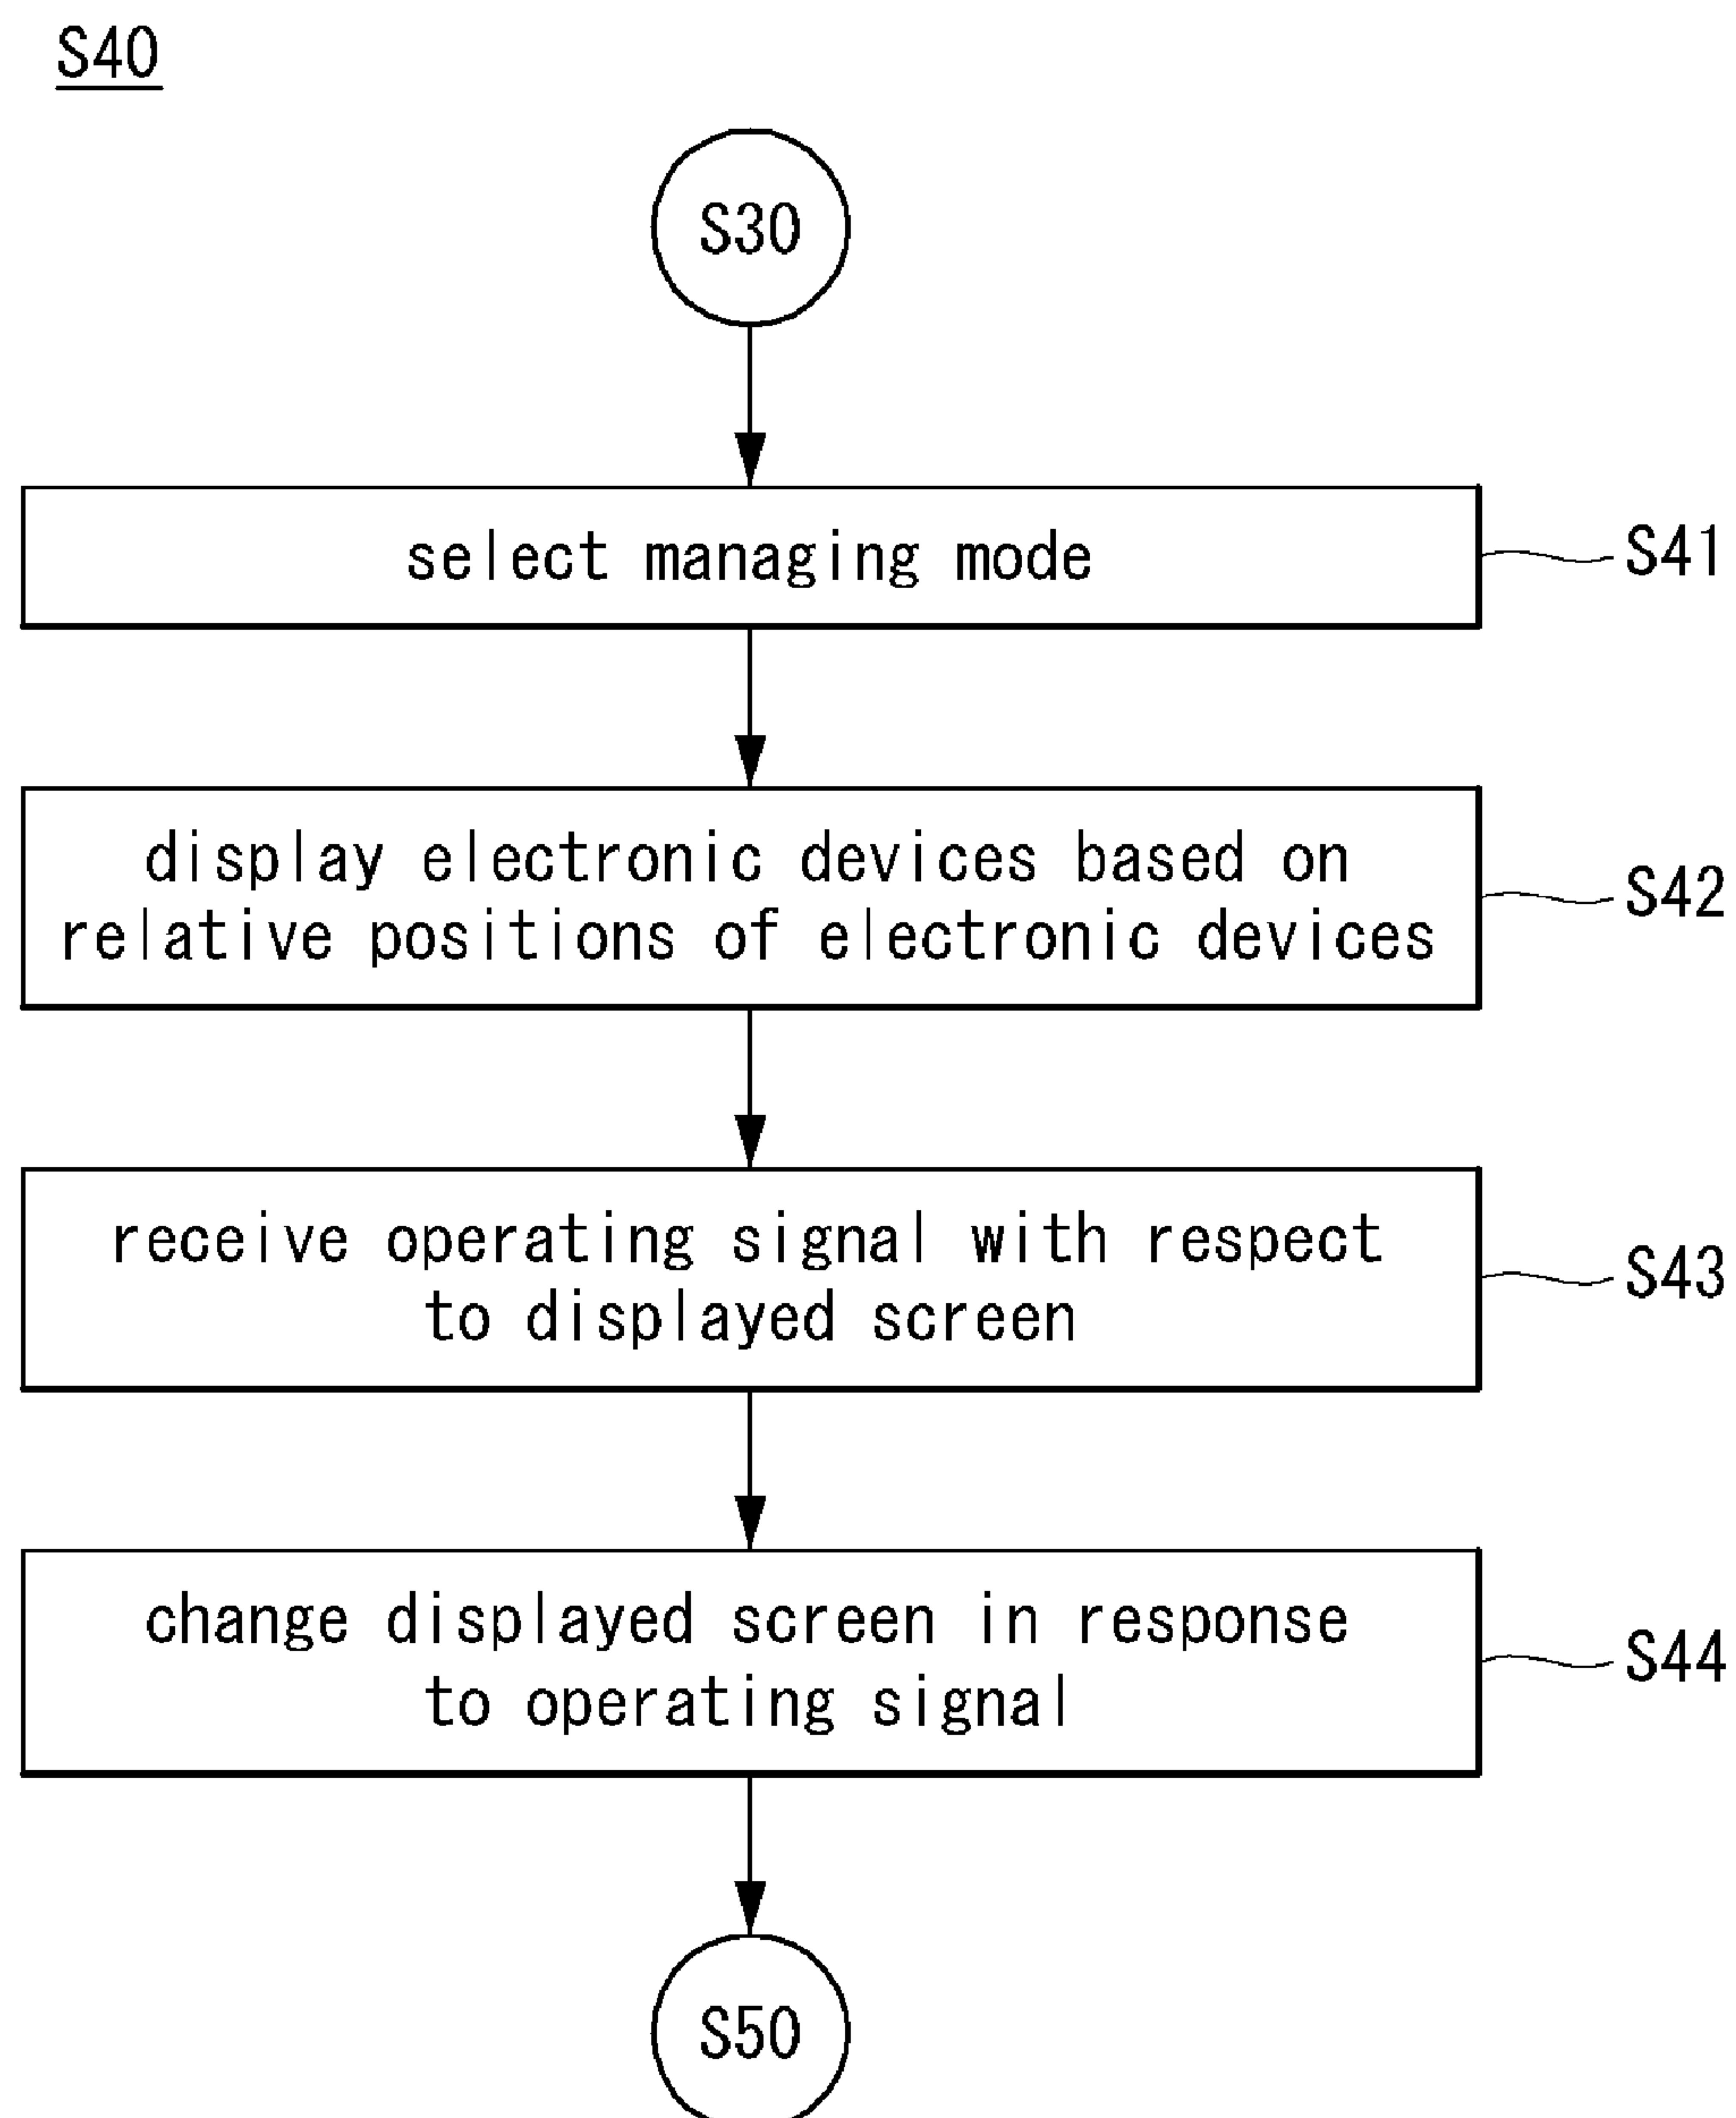 S40
S30
select managing mode
S41
display electronic devices based on
relative positions of electronic devices
S42
receive operating signal with respect
to displayed screen
S43
change displayed screen in response
to operating signal
S44
S50